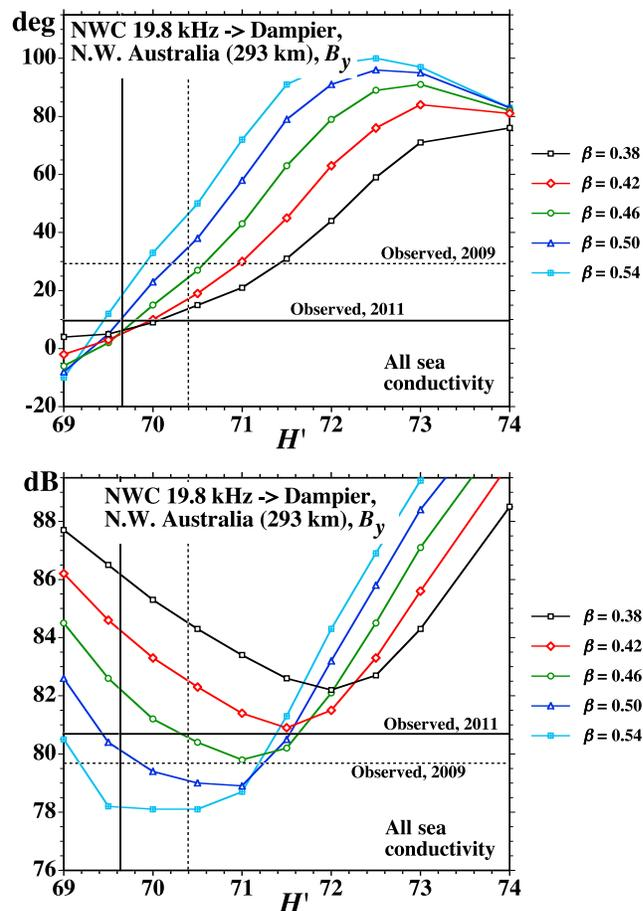 deg
NWC 19.8 kHz -> Dampier,
N.W. Australia (293 km), By
100
80
60
40
20
0
-20
Observed, 2009
Observed, 2011
All sea
conductivity
69 70 71 72 73 74
H'
β = 0.38
β = 0.42
β = 0.46
β = 0.50
β = 0.54
dB
NWC 19.8 kHz -> Dampier,
N.W. Australia (293 km), By
88
86
84
82
80
78
76
Observed, 2011
Observed, 2009
All sea
conductivity
69 70 71 72 73 74
H'
β = 0.38
β = 0.42
β = 0.46
β = 0.50
β = 0.54